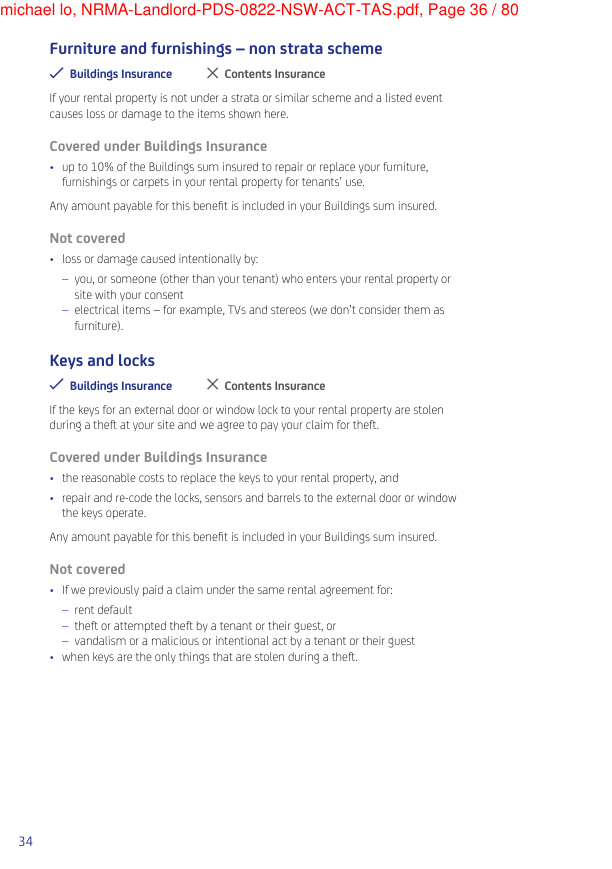 michael lo, NRMA-Landlord-PDS-0822-NSW-ACT-TAS.pdf, Page 36 / 80
Furniture and furnishings – non strata scheme
✓ Buildings Insurance ✕ Contents Insurance
If your rental property is not under a strata or similar scheme and a listed event
causes loss or damage to the items shown here.
Covered under Buildings Insurance
• up to 10% of the Buildings sum insured to repair or replace your furniture,
furnishings or carpets in your rental property for tenants’ use.
Any amount payable for this benefit is included in your Buildings sum insured.
Not covered
• loss or damage caused intentionally by:
– you, or someone (other than your tenant) who enters your rental property or
site with your consent
– electrical items – for example, TVs and stereos (we don’t consider them as
furniture).
Keys and locks
✓ Buildings Insurance ✕ Contents Insurance
If the keys for an external door or window lock to your rental property are stolen
during a theft at your site and we agree to pay your claim for theft.
Covered under Buildings Insurance
• the reasonable costs to replace the keys to your rental property, and
• repair and re-code the locks, sensors and barrels to the external door or window
the keys operate.
Any amount payable for this benefit is included in your Buildings sum insured.
Not covered
• If we previously paid a claim under the same rental agreement for:
– rent default
– theft or attempted theft by a tenant or their guest, or
– vandalism or a malicious or intentional act by a tenant or their guest
• when keys are the only things that are stolen during a theft.
34